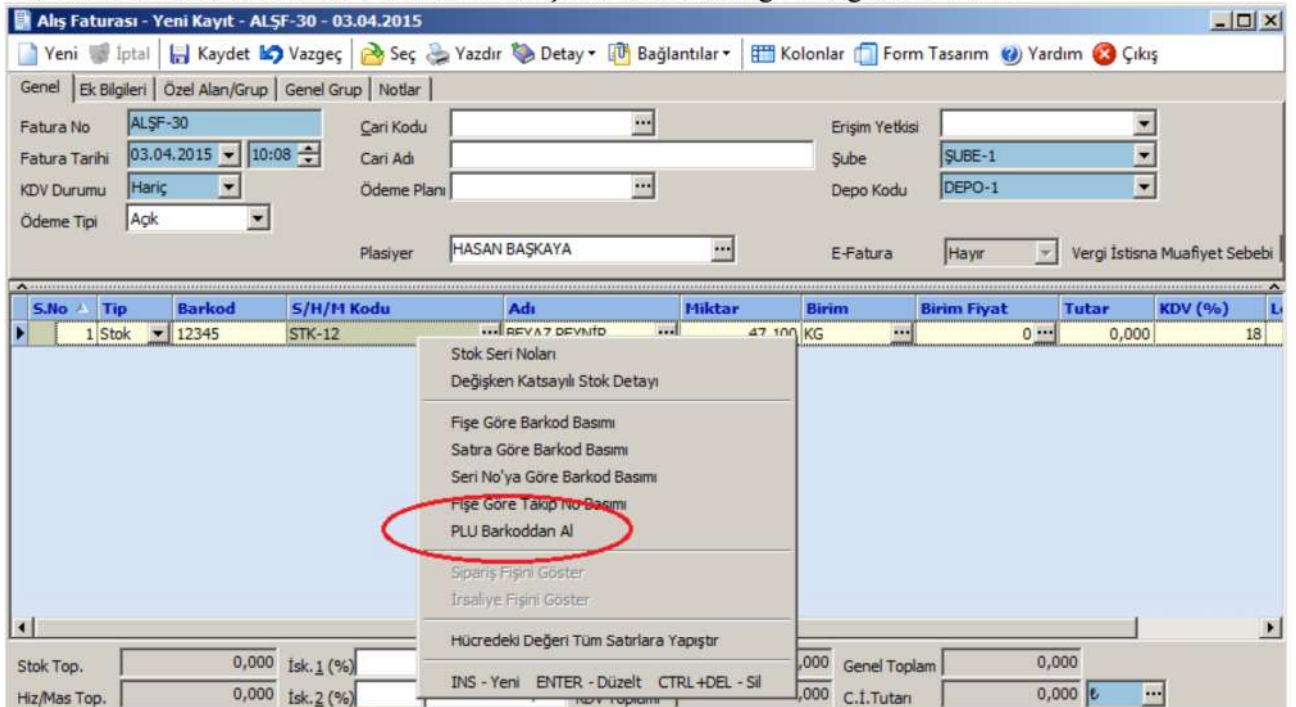 Alış Faturası - Yeni Kayıt - ALŞF-30 - 03.04.2015
Yeni İptal Kaydet Vazgeç Seç Yazdır Detay Bağlantılar Kolonlar Form Tasarım Yardım Çıkış
Genel Ek Bilgileri Özel Alan/Grup Genel Grup Notlar
Fatura No ALŞF-30 Cari Kodu Erişim Yetkisi
Fatura Tarihi 03.04.2015 10:08 Cari Adı Şube ŞUBE-1
KDV Durumu Hariç Ödeme Planı Depo Kodu DEPO-1
Ödeme Tipi Açık
Plasiyer HASAN BAŞKAYA E-Fatura Hayır Vergi İstisna Muafiyet Sebebi
S.No Tip Barkod S/H/M Kodu Adı Miktar Birim Birim Fiyat Tutar KDV (%)
1 Stok 12345 STK-12 BEYAZ PEYNİR 47,100 KG 0 0,000 18
Stok Seri Noları
Değişken Katsayılı Stok Detayı
Fişe Göre Barkod Basımı
Satıra Göre Barkod Basımı
Seri No'ya Göre Barkod Basımı
Fişe Göre Takip No Basımı
PLU Barkoddan Al
Sipariş Fişini Göster
İrsaliye Fişini Göster
Hücredeki Değeri Tüm Satırlara Yapıştır
INS - Yeni ENTER - Düzelt CTRL+DEL - Sil
Stok Top. 0,000 İsk.1 (%) ,000 Genel Toplam 0,000
Hiz/Mas Top. 0,000 İsk.2 (%) KDV Toplamı ,000 C.İ.Tutarı 0,000 ₺